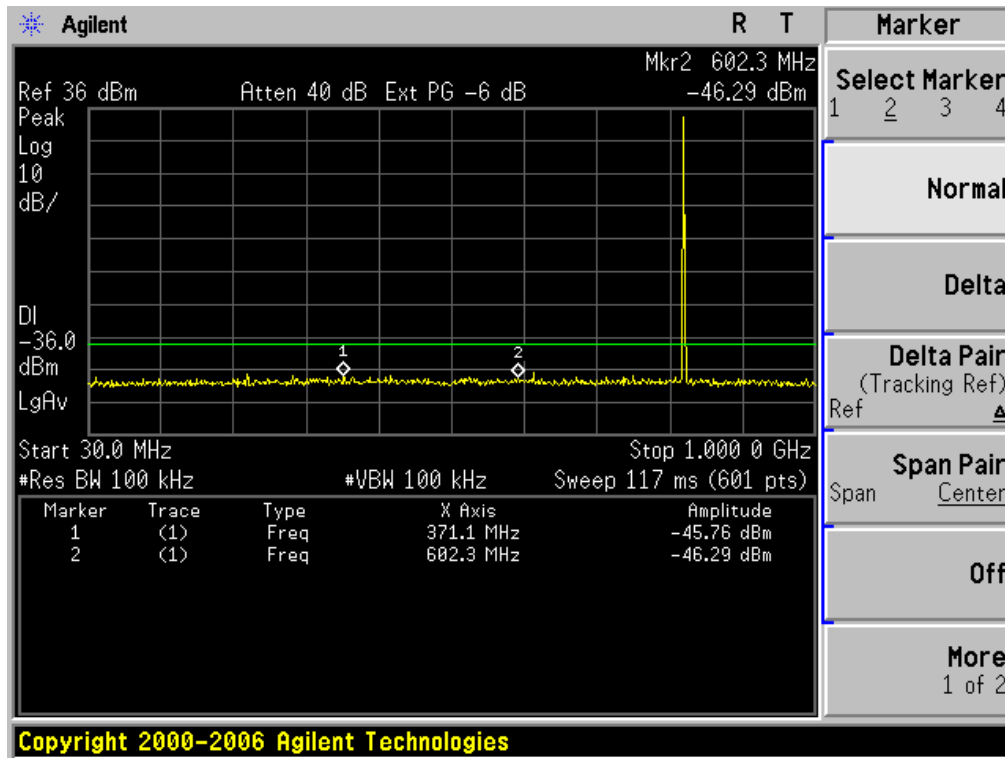 Agilent R T Marker
Mkr2 602.3 MHz
Ref 36 dBm Atten 40 dB Ext PG -6 dB -46.29 dBm
Peak
Log
10
dB/
DI
-36.0
dBm
LgAv
1 2
Start 30.0 MHz Stop 1.000 0 GHz
#Res BW 100 kHz #VBW 100 kHz Sweep 117 ms (601 pts)
Marker Trace Type X Axis Amplitude
1 (1) Freq 371.1 MHz -45.76 dBm
2 (1) Freq 602.3 MHz -46.29 dBm
Select Marker
1 2 3 4
Normal
Delta
Delta Pair
(Tracking Ref)
Ref Δ
Span Pair
Span Center
Off
More
1 of 2
Copyright 2000-2006 Agilent Technologies